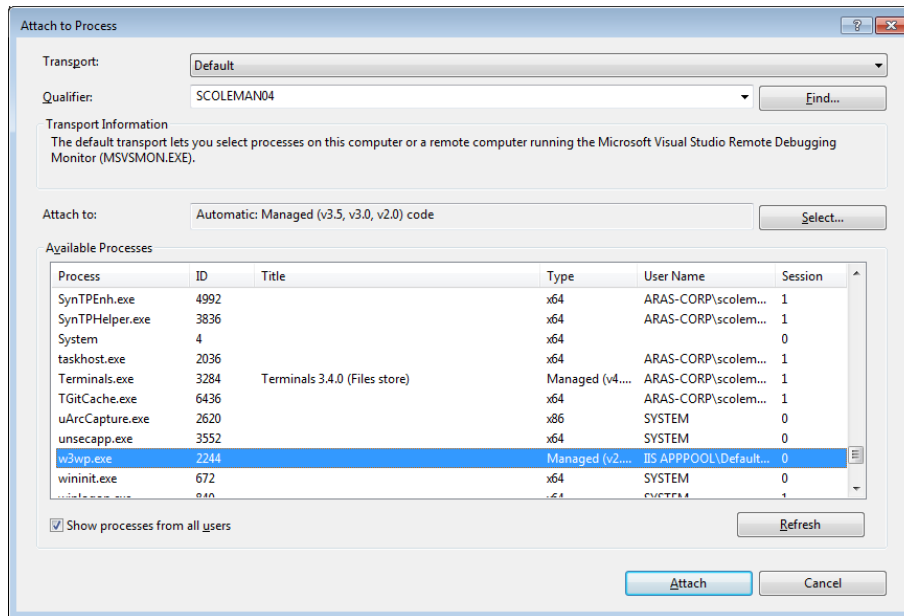 Attach to Process
Transport: Default
Qualifier: SCOLEMAN04 Find...
Transport Information
The default transport lets you select processes on this computer or a remote computer running the Microsoft Visual Studio Remote Debugging
Monitor (MSVSMON.EXE).
Attach to: Automatic: Managed (v3.5, v3.0, v2.0) code Select...
Available Processes
Process ID Title Type User Name Session
SynTPEnh.exe 4992 x64 ARAS-CORP\scolem... 1
SynTPHelper.exe 3836 x64 ARAS-CORP\scolem... 1
System 4 x64 0
taskhost.exe 2036 x64 ARAS-CORP\scolem... 1
Terminals.exe 3284 Terminals 3.4.0 (Files store) Managed (v4.... ARAS-CORP\scolem... 1
TGitCache.exe 6436 x64 ARAS-CORP\scolem... 1
uArcCapture.exe 2620 x86 SYSTEM 0
unsecapp.exe 3552 x64 SYSTEM 0
w3wp.exe 2244 Managed (v2.... IIS APPPOOL\Default... 0
wininit.exe 672 x64 SYSTEM 0
x64 SYSTEM 1
Show processes from all users Refresh
Attach Cancel